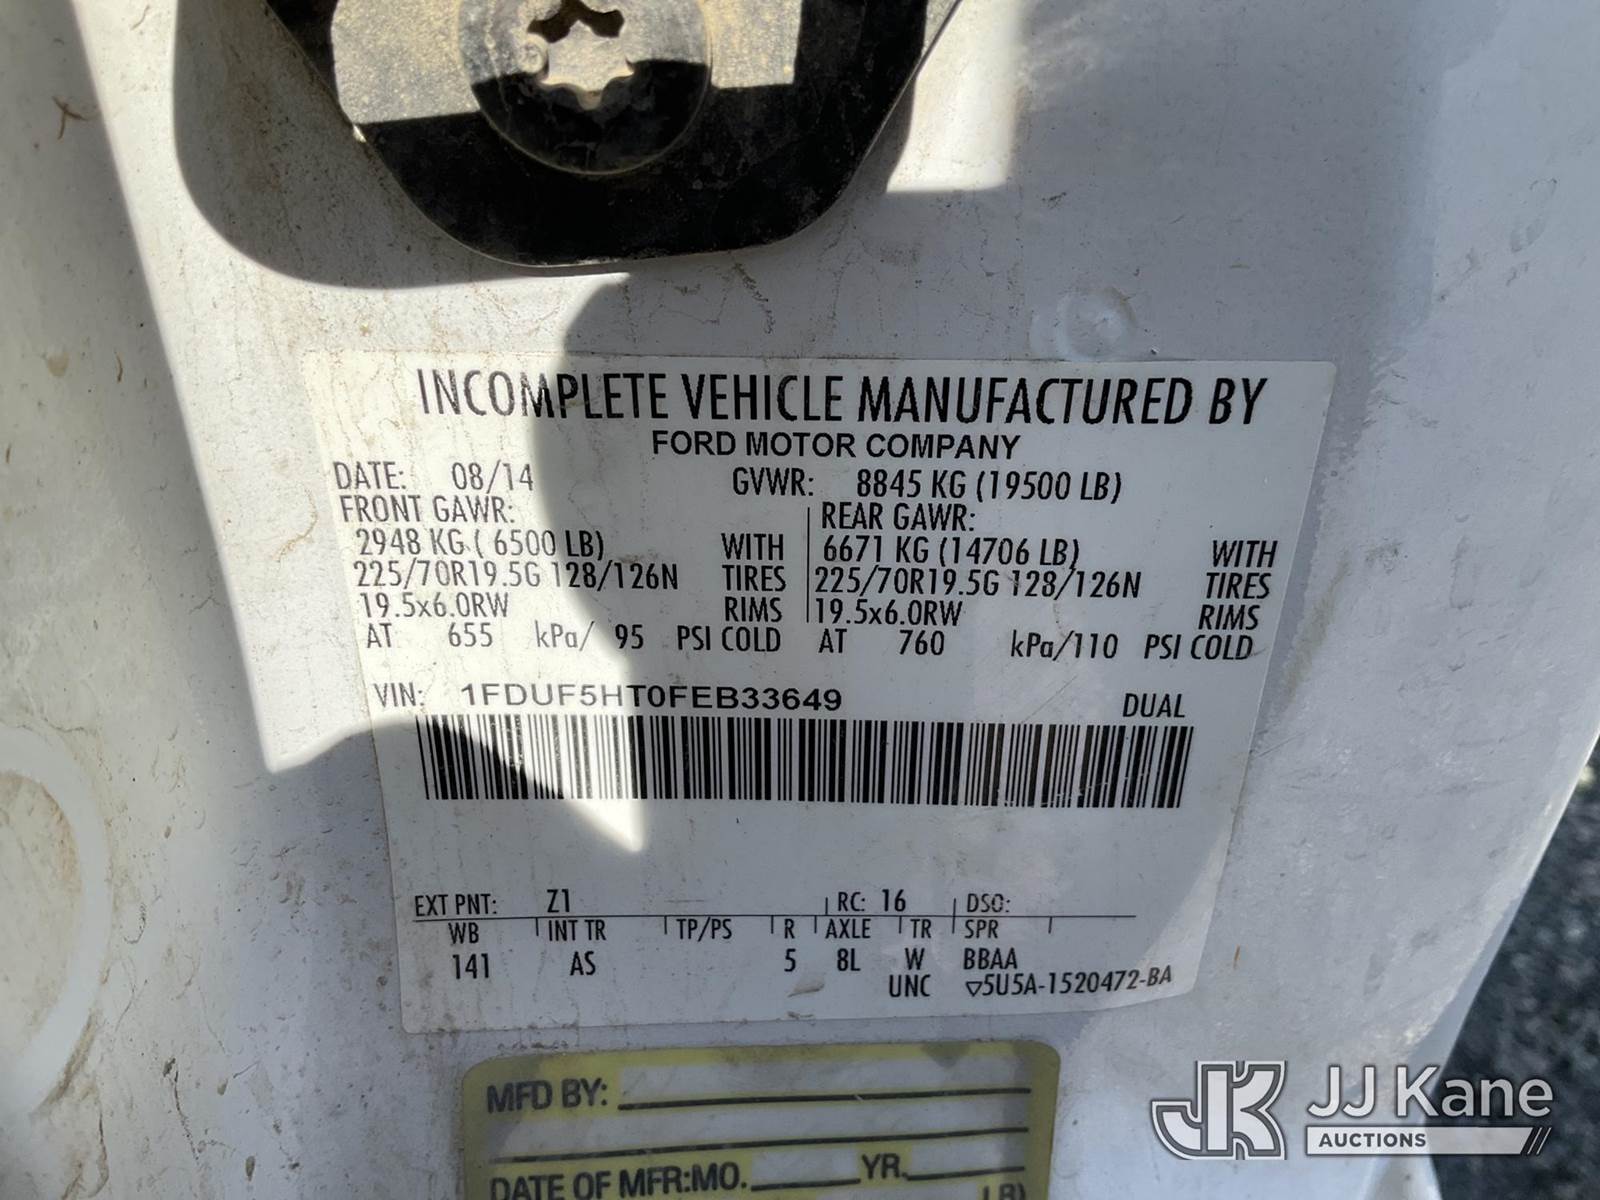 INCOMPLETE VEHICLE MANUFACTURED BY
FORD MOTOR COMPANY
DATE: 08/14 GVWR: 8845 KG (19500 LB)
FRONT GAWR: REAR GAWR:
2948 KG ( 6500 LB) WITH 6671 KG (14706 LB) WITH
225/70R19.5G 128/126N TIRES 225/70R19.5G 128/126N TIRES
19.5x6.0RW RIMS 19.5x6.0RW RIMS
AT 655 kPa/ 95 PSI COLD AT 760 kPa/110 PSI COLD
VIN: 1FDUF5HT0FEB33649 DUAL
EXT PNT: Z1 RC: 16 DSO:
WB INT TR TP/PS R AXLE TR SPR
141 AS 5 8L W BBAA
UNC ▽5U5A-1520472-BA
MFD BY:
DATE OF MFR:MO. YR.
LB)
JK JJ Kane
AUCTIONS